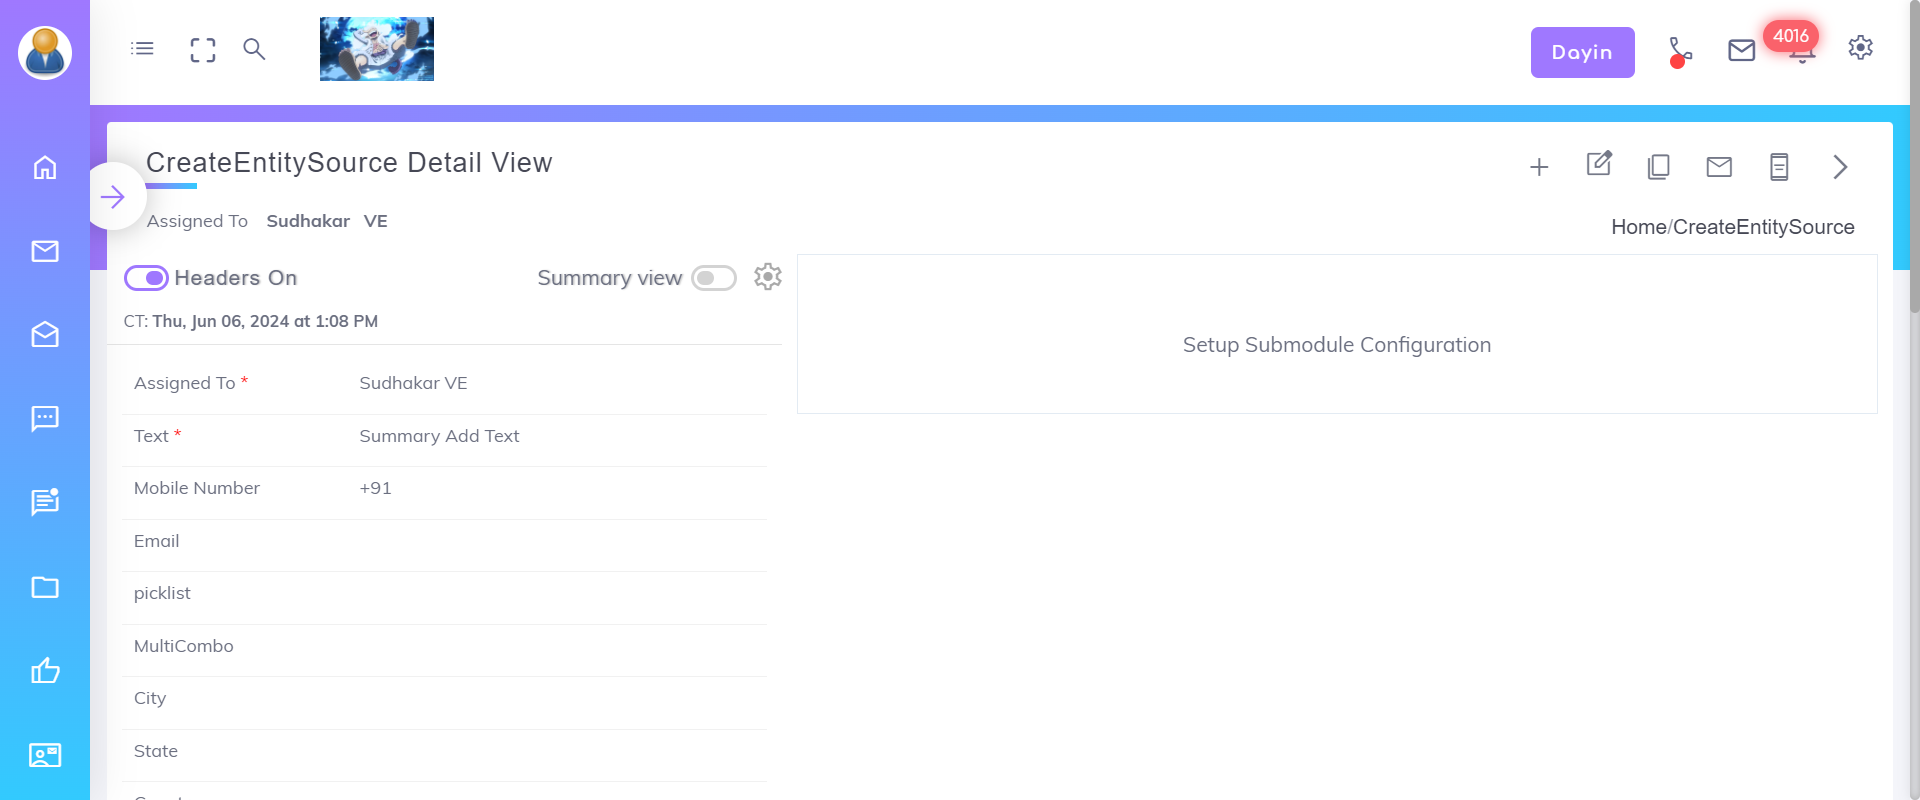 Dayin
4016
CreateEntitySource Detail View
Assigned To Sudhakar VE
Home/CreateEntitySource
Headers On
Summary view
CT: Thu, Jun 06, 2024 at 1:08 PM
Setup Submodule Configuration
Assigned To * Sudhakar VE
Text * Summary Add Text
Mobile Number +91
Email
picklist
MultiCombo
City
State